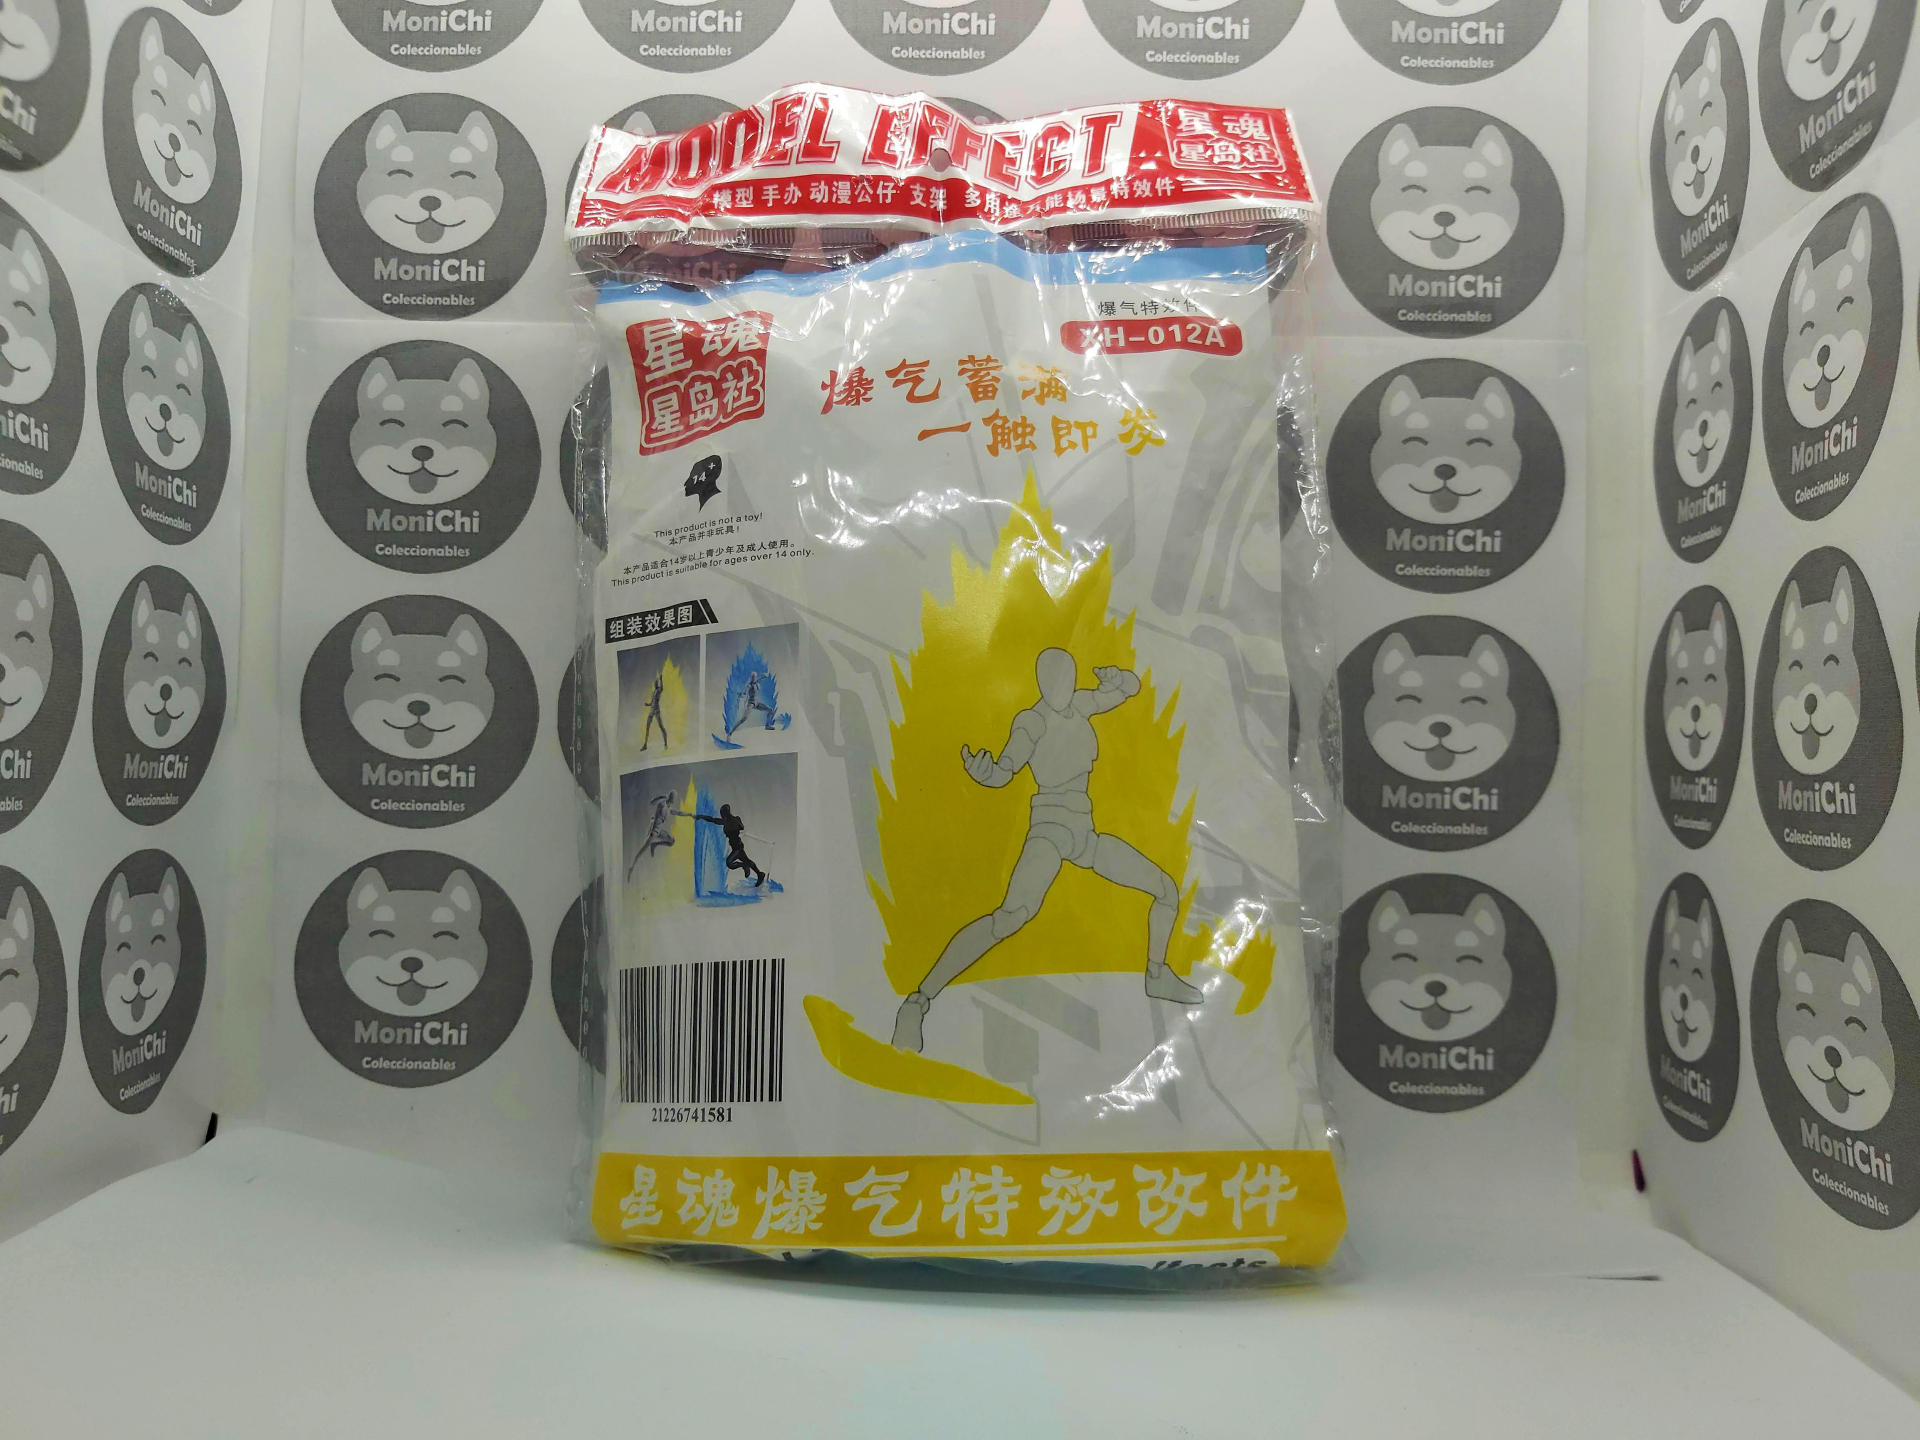 MODEL EFFECT
星魂
星岛社
模型 手办 动漫公仔 支架 多用途万能场景特效件
爆气特效件
XH-012A
星魂
星岛社
爆气蓄满
一触即发
14+
This product is not a toy!
本产品并非玩具!
本产品适合14岁以上青少年及成人使用。
This product is suitable for ages over 14 only.
组装效果图
21226741581
星魂爆气特效改件
MoniChi
Coleccionables